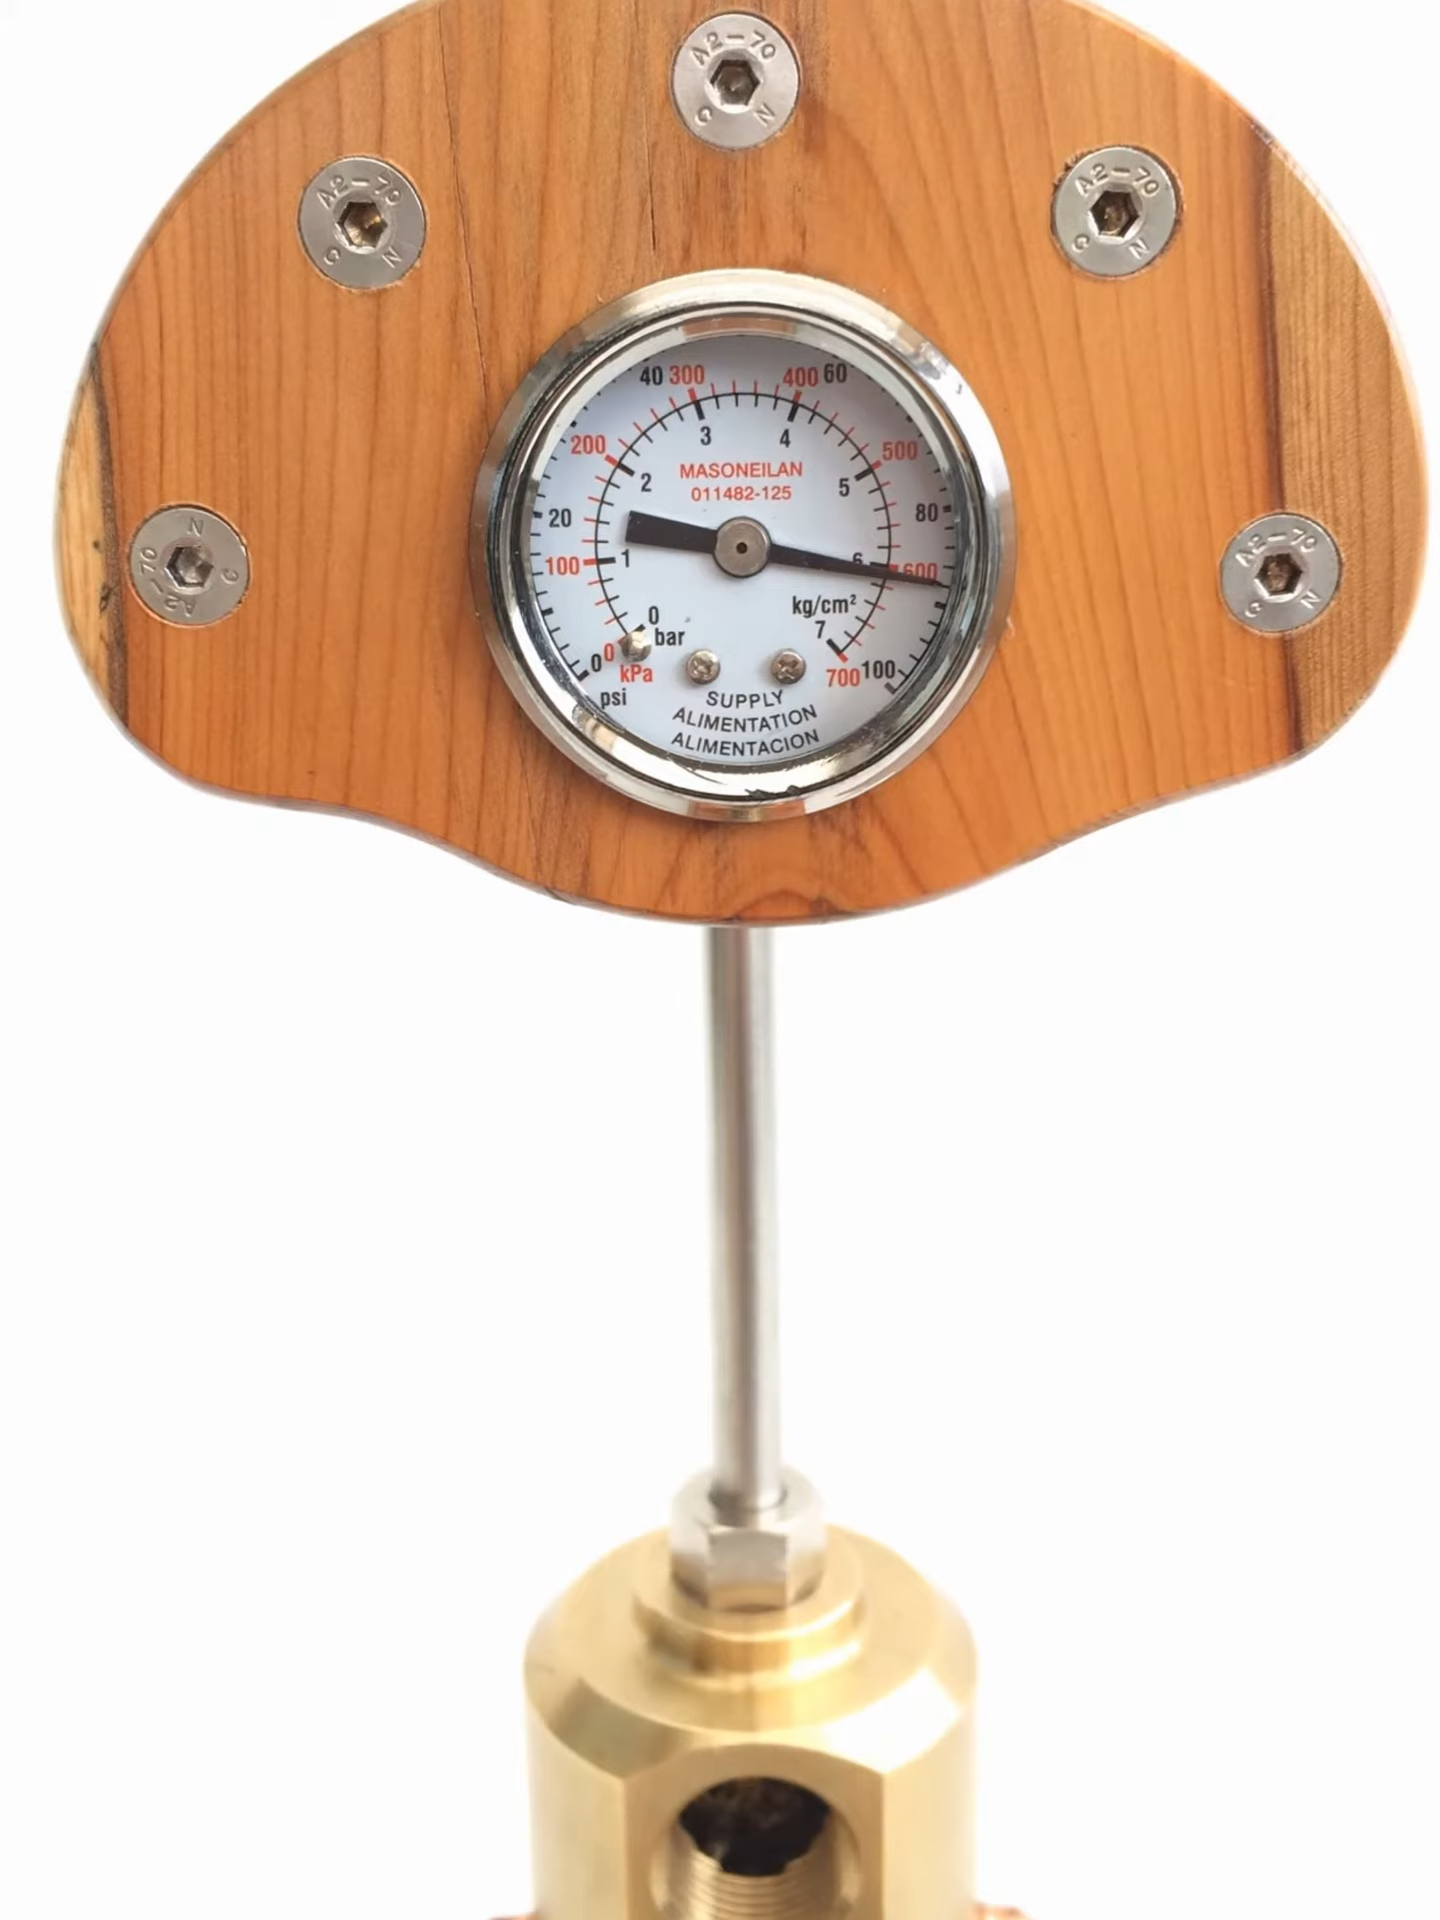 A2-70
C N
A2-70
C N
A2-70
C N
40 300 400 60
3 4
200 500
MASONEILAN
2 5
011482-125
20 80
A2-70
C N
A2-70
C N
100 1 6 600
kg/cm²
0 7
bar
0 0
kPa 700 100
psi
SUPPLY
ALIMENTATION
ALIMENTACION